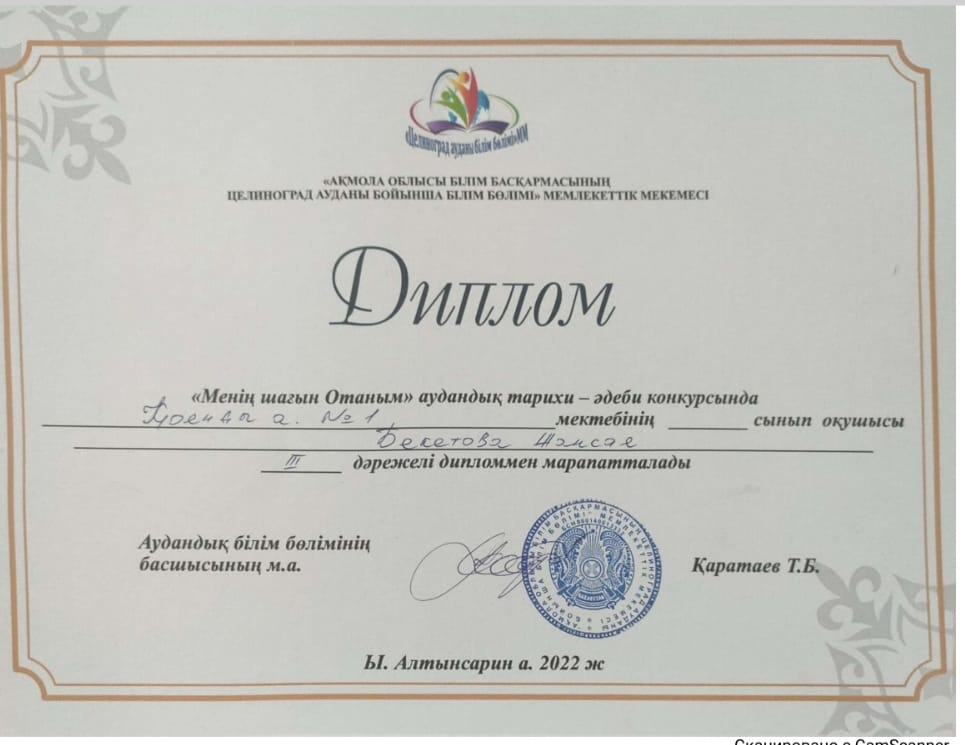 «Целиноград ауданы білім бөлімі» ММ
«АҚМОЛА ОБЛЫСЫ БІЛІМ БАСҚАРМАСЫНЫҢ
ЦЕЛИНОГРАД АУДАНЫ БОЙЫНША БІЛІМ БӨЛІМІ» МЕМЛЕКЕТТІК МЕКЕМЕСІ
Диплом
«Менің шағын Отаным» аудандық тарихи – әдеби конкурсында
Қоянды а. №1 мектебінің сынып оқушысы
Бекетова
III дәрежелі дипломмен марапатталады
Аудандық білім бөлімінің
басшысының м.а.
Қаратаев Т.Б.
Ы. Алтынсарин а. 2022 ж
Сканировано с CamScanner